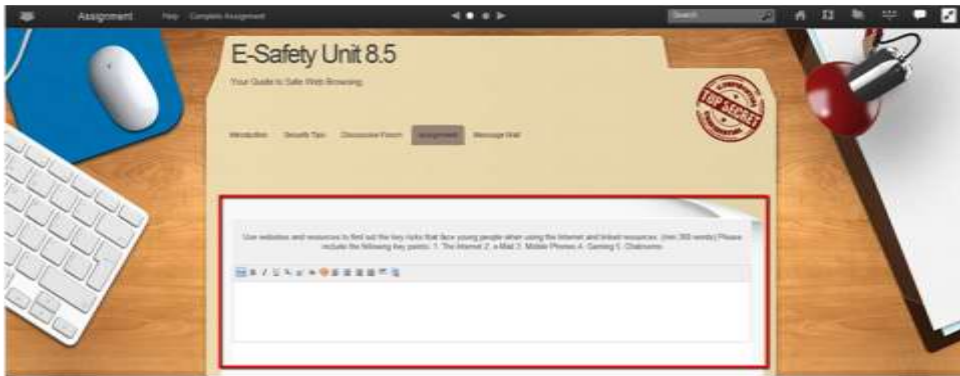 Assignment Help Complete Assignment Search
E-Safety Unit 8.5
Your Guide to Safe Web Browsing
TOP SECRET
CONFIDENTIAL
Introduction Security Tips Discussion Forum Assignment Message Wall
Use websites and resources to find out the key risks that face young people when using the Internet and linked resources. (min 300 words) Please
include the following key points: 1. The Internet 2. e-Mail 3. Mobile Phones 4. Gaming 5. Chatrooms